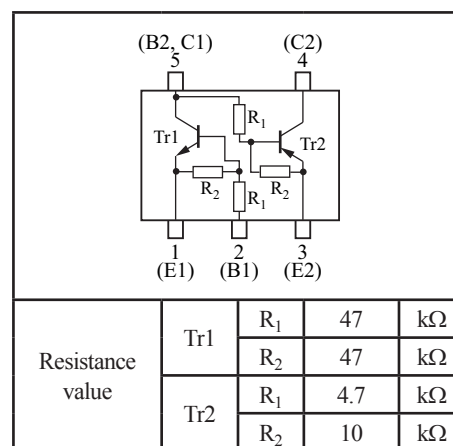 (B2, C1) (C2)
5 4
R1
Tr1 Tr2
R2 R2
R1
1 2 3
(E1) (B1) (E2)
Resistance value Tr1 R1 47 kΩ
R2 47 kΩ
Tr2 R1 4.7 kΩ
R2 10 kΩ